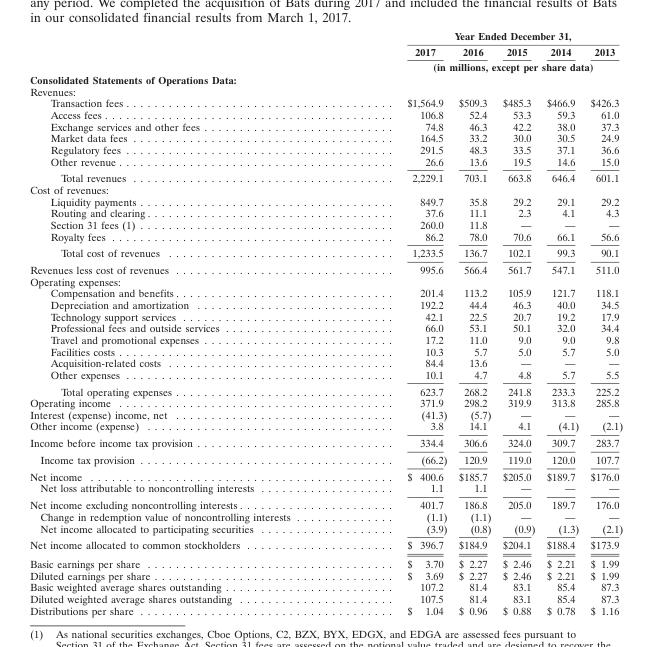 any period. We completed the acquisition of Bats during 2017 and included the financial results of Bats
in our consolidated financial results from March 1, 2017.
Year Ended December 31,
2017 2016 2015 2014 2013
(in millions, except per share data)
Consolidated Statements of Operations Data:
Revenues:
Transaction fees $1,564.9 $509.3 $485.3 $466.9 $426.3
Access fees 106.8 52.4 53.3 59.3 61.0
Exchange services and other fees 74.8 46.3 42.2 38.0 37.3
Market data fees 164.5 33.2 30.0 30.5 24.9
Regulatory fees 291.5 48.3 33.5 37.1 36.6
Other revenue 26.6 13.6 19.5 14.6 15.0
Total revenues 2,229.1 703.1 663.8 646.4 601.1
Cost of revenues:
Liquidity payments 849.7 35.8 29.2 29.1 29.2
Routing and clearing 37.6 11.1 2.3 4.1 4.3
Section 31 fees (1) 260.0 11.8 — — —
Royalty fees 86.2 78.0 70.6 66.1 56.6
Total cost of revenues 1,233.5 136.7 102.1 99.3 90.1
Revenues less cost of revenues 995.6 566.4 561.7 547.1 511.0
Operating expenses:
Compensation and benefits 201.4 113.2 105.9 121.7 118.1
Depreciation and amortization 192.2 44.4 46.3 40.0 34.5
Technology support services 42.1 22.5 20.7 19.2 17.9
Professional fees and outside services 66.0 53.1 50.1 32.0 34.4
Travel and promotional expenses 17.2 11.0 9.0 9.0 9.8
Facilities costs 10.3 5.7 5.0 5.7 5.0
Acquisition-related costs 84.4 13.6 — — —
Other expenses 10.1 4.7 4.8 5.7 5.5
Total operating expenses 623.7 268.2 241.8 233.3 225.2
Operating income 371.9 298.2 319.9 313.8 285.8
Interest (expense) income, net (41.3) (5.7) — — —
Other income (expense) 3.8 14.1 4.1 (4.1) (2.1)
Income before income tax provision 334.4 306.6 324.0 309.7 283.7
Income tax provision (66.2) 120.9 119.0 120.0 107.7
Net income $ 400.6 $185.7 $205.0 $189.7 $176.0
Net loss attributable to noncontrolling interests 1.1 1.1 — — —
Net income excluding noncontrolling interests 401.7 186.8 205.0 189.7 176.0
Change in redemption value of noncontrolling interests (1.1) (1.1) — — —
Net income allocated to participating securities (3.9) (0.8) (0.9) (1.3) (2.1)
Net income allocated to common stockholders $ 396.7 $184.9 $204.1 $188.4 $173.9
Basic earnings per share $ 3.70 $ 2.27 $ 2.46 $ 2.21 $ 1.99
Diluted earnings per share $ 3.69 $ 2.27 $ 2.46 $ 2.21 $ 1.99
Basic weighted average shares outstanding 107.2 81.4 83.1 85.4 87.3
Diluted weighted average shares outstanding 107.5 81.4 83.1 85.4 87.3
Distributions per share $ 1.04 $ 0.96 $ 0.88 $ 0.78 $ 1.16
(1) As national securities exchanges, Cboe Options, C2, BZX, BYX, EDGX, and EDGA are assessed fees pursuant to
Section 31 of the Exchange Act. Section 31 fees are assessed on the notional value traded and are designed to recover the